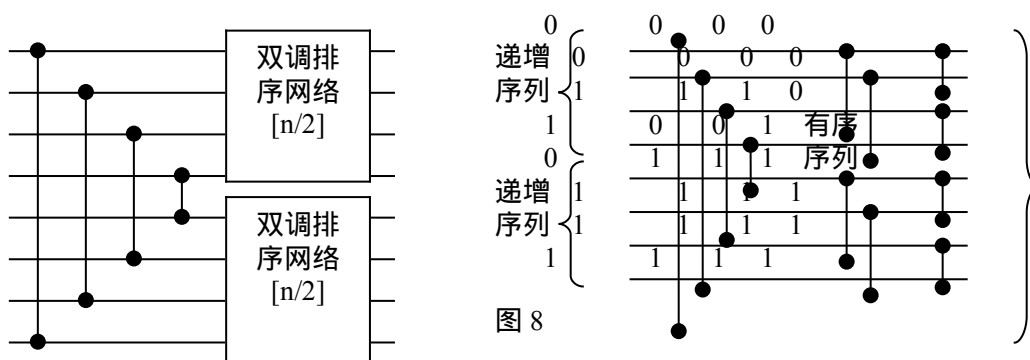 双调排
序网络
[n/2]
双调排
序网络
[n/2]
0 0 0 0
递增 0 0 0 0
序列 1 1 1 0
1 0 0 1 有序
0 1 1 1 序列
递增 1 1 1 1
序列 1 1 1 1
1 1 1 1
图 8